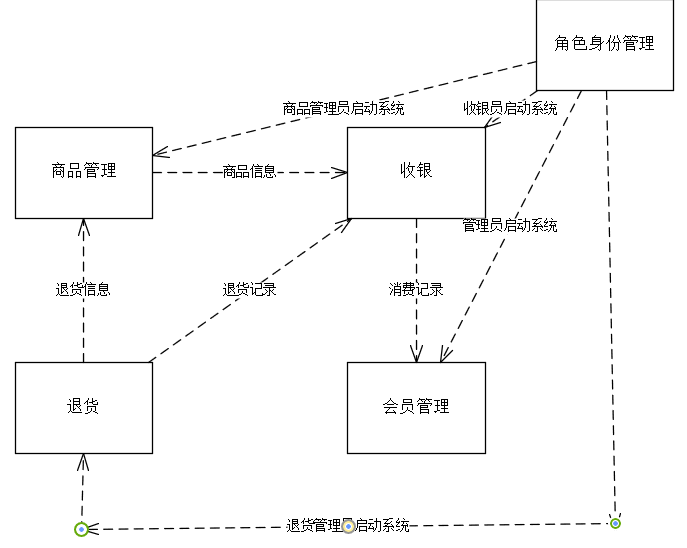 角色身份管理
商品管理员启动系统
收银员启动系统
商品管理
商品信息
收银
管理员启动系统
退货信息
退货记录
消费记录
退货
会员管理
退货管理员启动系统